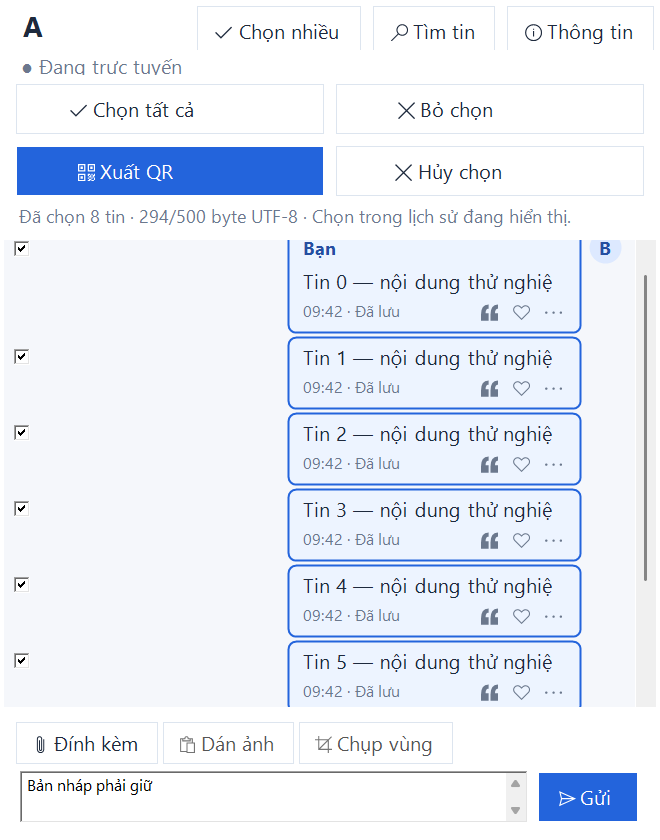 A
Chọn nhiều
Tìm tin
Thông tin
Đang trực tuyến
Chọn tất cả
Bỏ chọn
Xuất QR
Hủy chọn
Đã chọn 8 tin · 294/500 byte UTF-8 · Chọn trong lịch sử đang hiển thị.
Bạn
B
Tin 0 — nội dung thử nghiệ
09:42 · Đã lưu
Tin 1 — nội dung thử nghiệ
09:42 · Đã lưu
Tin 2 — nội dung thử nghiệ
09:42 · Đã lưu
Tin 3 — nội dung thử nghiệ
09:42 · Đã lưu
Tin 4 — nội dung thử nghiệ
09:42 · Đã lưu
Tin 5 — nội dung thử nghiệ
09:42 · Đã lưu
Đính kèm
Dán ảnh
Chụp vùng
Bản nháp phải giữ
Gửi